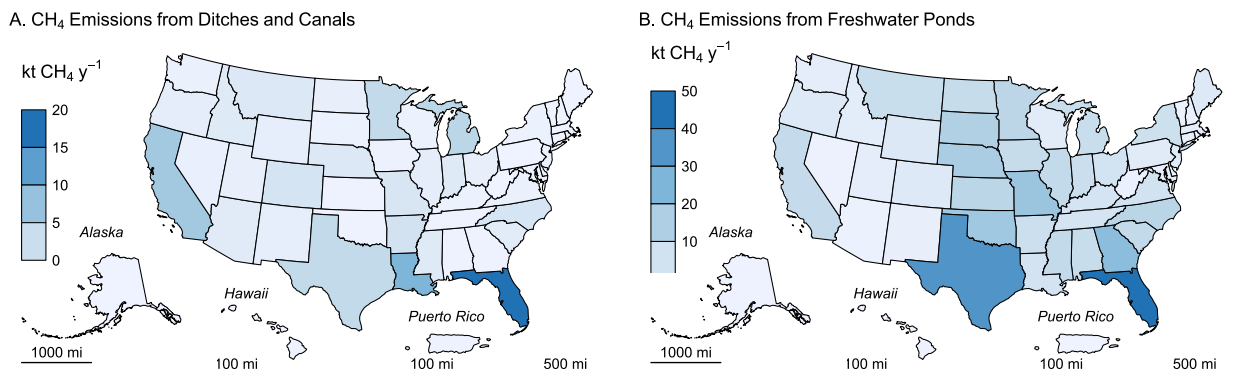 A. CH₄ Emissions from Ditches and Canals
kt CH₄ y⁻¹
20
15
10
5
0
Alaska
Hawaii
Puerto Rico
1000 mi
100 mi
100 mi
500 mi
B. CH₄ Emissions from Freshwater Ponds
kt CH₄ y⁻¹
50
40
30
20
10
Alaska
Hawaii
Puerto Rico
1000 mi
100 mi
100 mi
500 mi